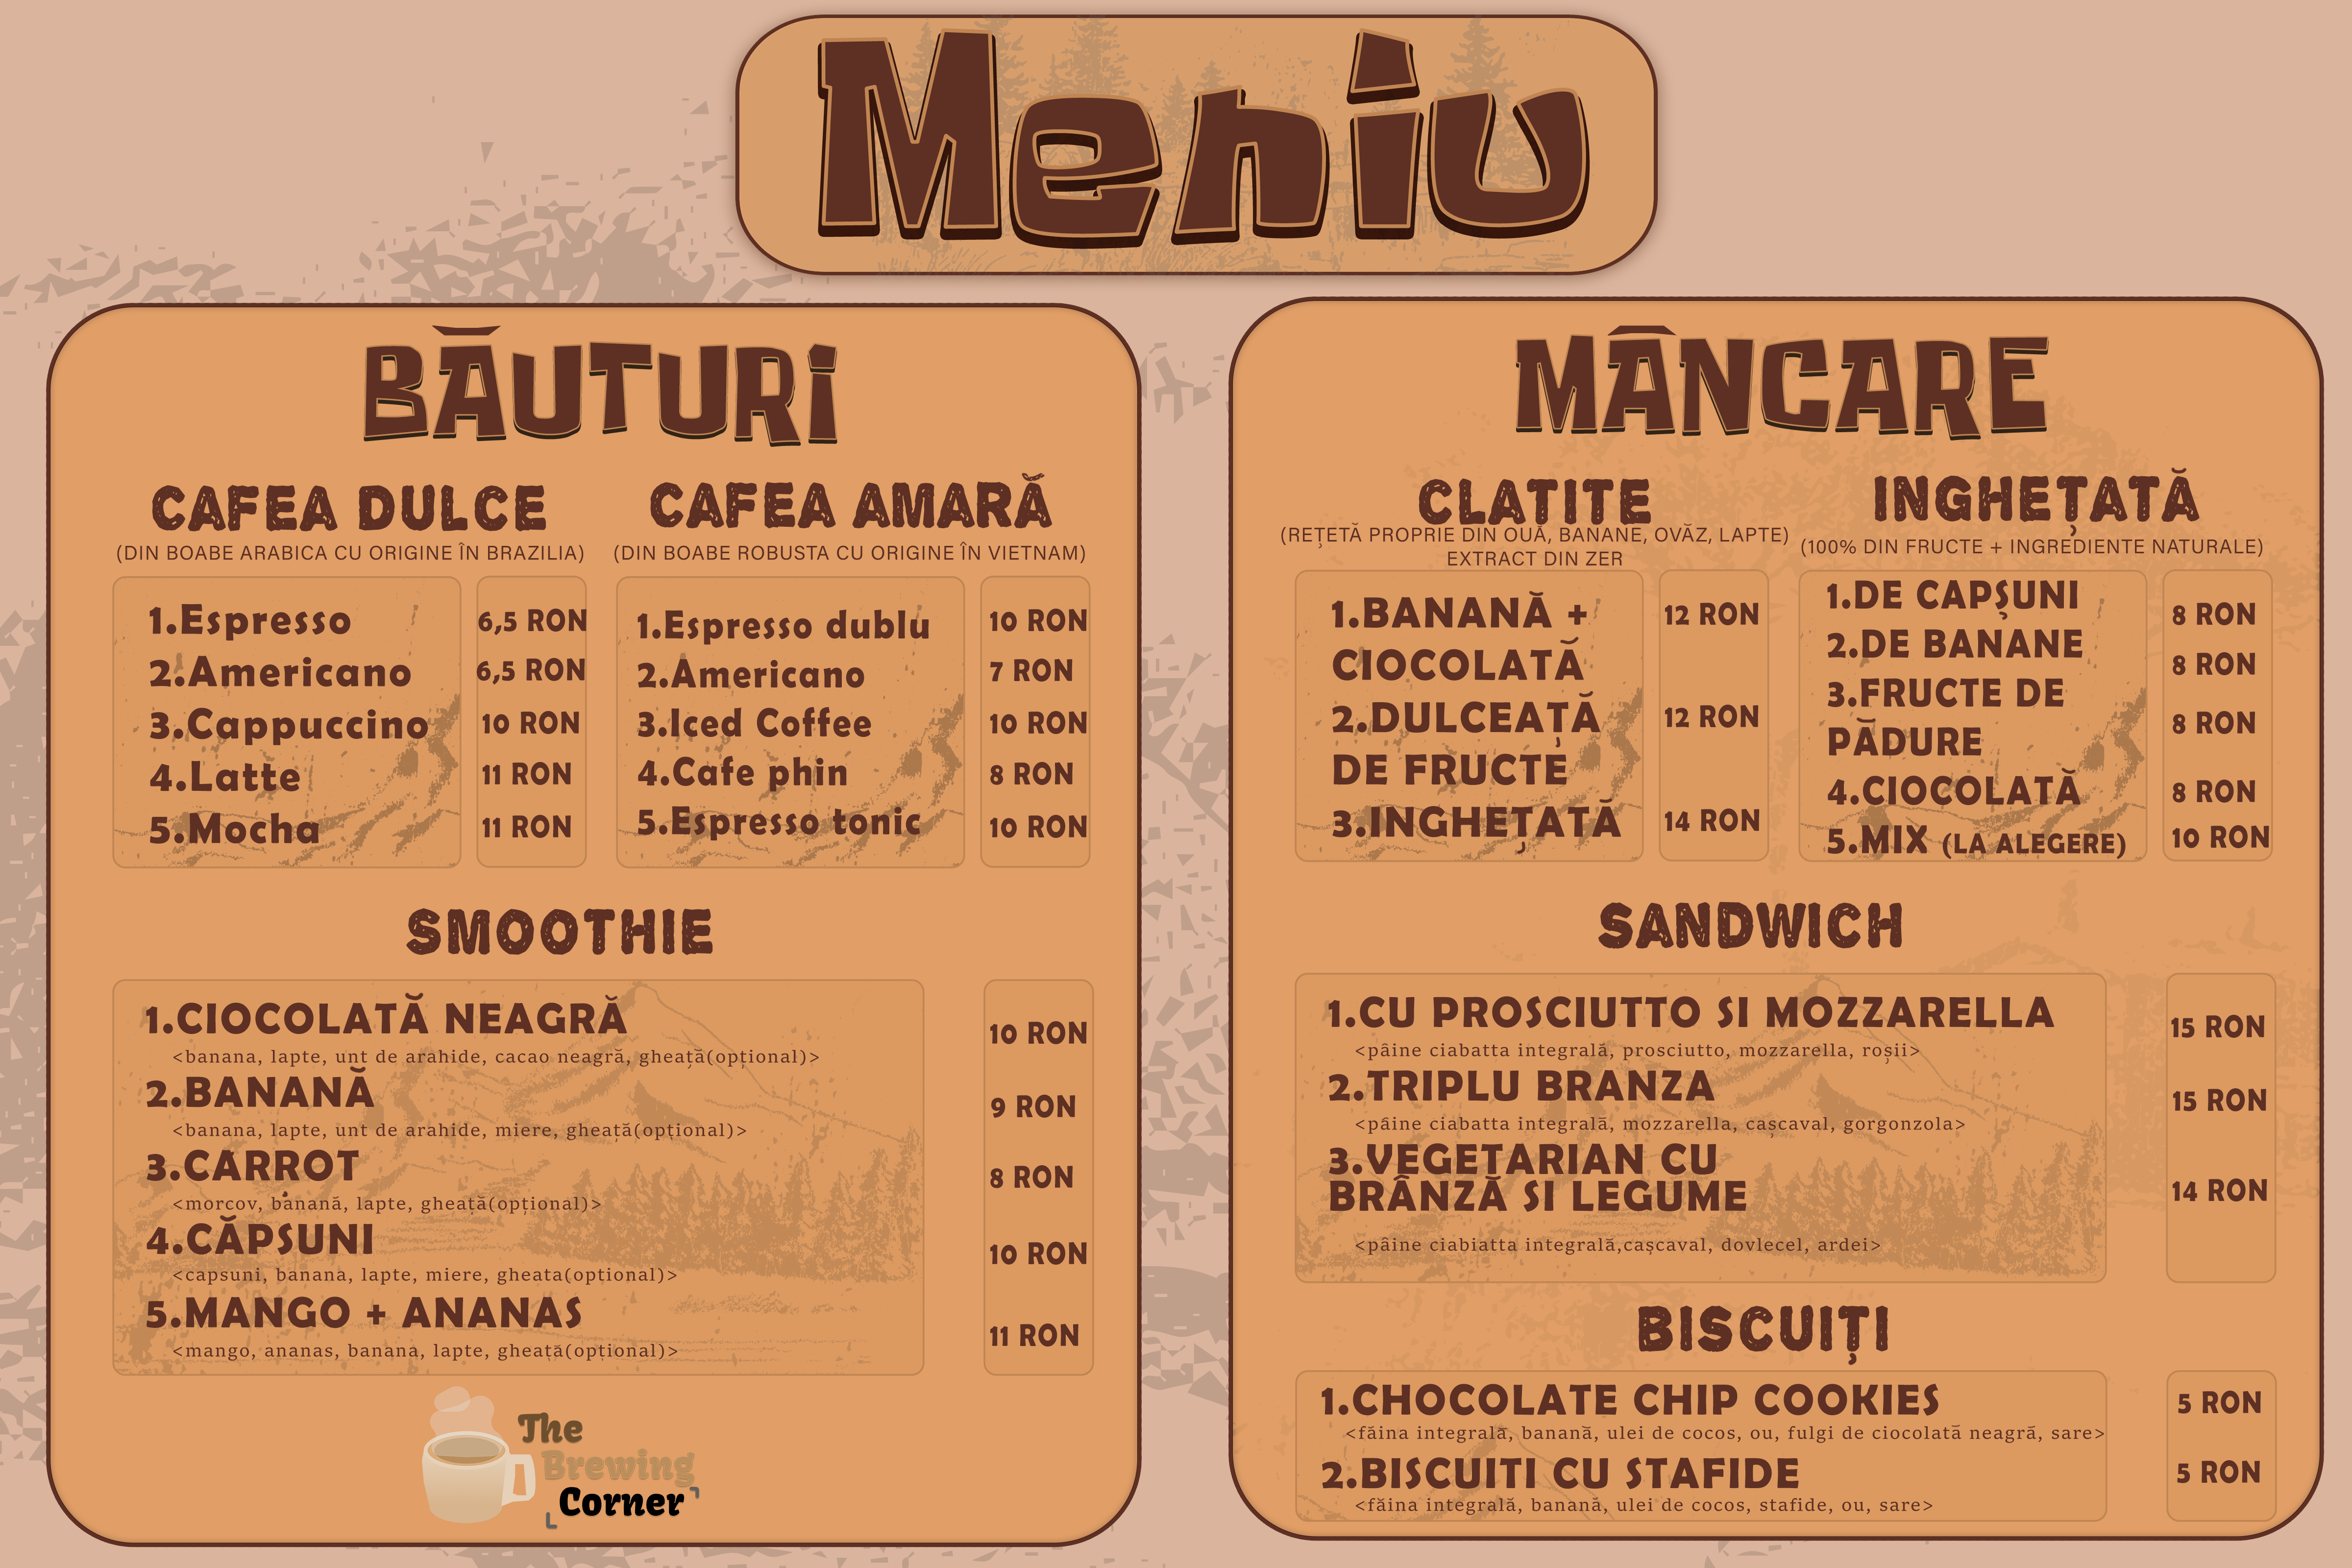 Meniu
BĂUTURI
CAFEA DULCE
(DIN BOABE ARABICA CU ORIGINE ÎN BRAZILIA)
1.Espresso 6,5 RON
2.Americano 6,5 RON
3.Cappuccino 10 RON
4.Latte 11 RON
5.Mocha 11 RON
CAFEA AMARĂ
(DIN BOABE ROBUSTA CU ORIGINE ÎN VIETNAM)
1.Espresso dublu 10 RON
2.Americano 7 RON
3.Iced Coffee 10 RON
4.Cafe phin 8 RON
5.Espresso tonic 10 RON
SMOOTHIE
1.CIOCOLATĂ NEAGRĂ 10 RON
<banana, lapte, unt de arahide, cacao neagră, gheață(opțional)>
2.BANANĂ 9 RON
<banana, lapte, unt de arahide, miere, gheață(opțional)>
3.CARROT 8 RON
<morcov, bănană, lapte, gheață(opțional)>
4.CĂPȘUNI 10 RON
<capsuni, banana, lapte, miere, gheata(optional)>
5.MANGO + ANANAS 11 RON
<mango, ananas, banana, lapte, gheață(opțional)>
The
Brewing
Corner
MÂNCARE
CLATITE
(REȚETĂ PROPRIE DIN OUĂ, BANANE, OVĂZ, LAPTE)
EXTRACT DIN ZER
1.BANANĂ + 12 RON
CIOCOLATĂ
2.DULCEAȚĂ 12 RON
DE FRUCTE
3.INGHEȚATĂ 14 RON
INGHEȚATĂ
(100% DIN FRUCTE + INGREDIENTE NATURALE)
1.DE CAPȘUNI 8 RON
2.DE BANANE 8 RON
3.FRUCTE DE 8 RON
PĂDURE
4.CIOCOLATĂ 8 RON
5.MIX (LA ALEGERE) 10 RON
SANDWICH
1.CU PROSCIUTTO SI MOZZARELLA 15 RON
<pâine ciabatta integrală, prosciutto, mozzarella, roșii>
2.TRIPLU BRANZA 15 RON
<pâine ciabatta integrală, mozzarella, cașcaval, gorgonzola>
3.VEGETARIAN CU 14 RON
BRÂNZĂ SI LEGUME
<pâine ciabiatta integrală,cașcaval, dovlecel, ardei>
BISCUIȚI
1.CHOCOLATE CHIP COOKIES 5 RON
<făina integrală, banană, ulei de cocos, ou, fulgi de ciocolată neagră, sare>
2.BISCUITI CU STAFIDE 5 RON
<făina integrală, banană, ulei de cocos, stafide, ou, sare>